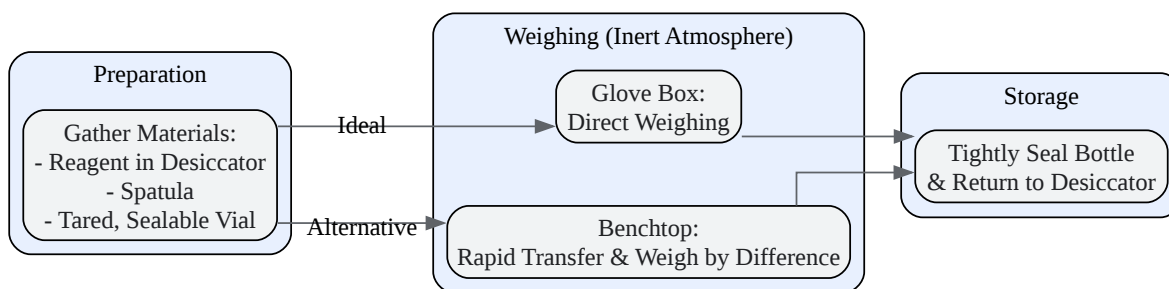 Preparation
Gather Materials:
- Reagent in Desiccator
- Spatula
- Tared, Sealable Vial
Ideal
Alternative
Weighing (Inert Atmosphere)
Glove Box:
Direct Weighing
Benchtop:
Rapid Transfer & Weigh by Difference
Storage
Tightly Seal Bottle
& Return to Desiccator